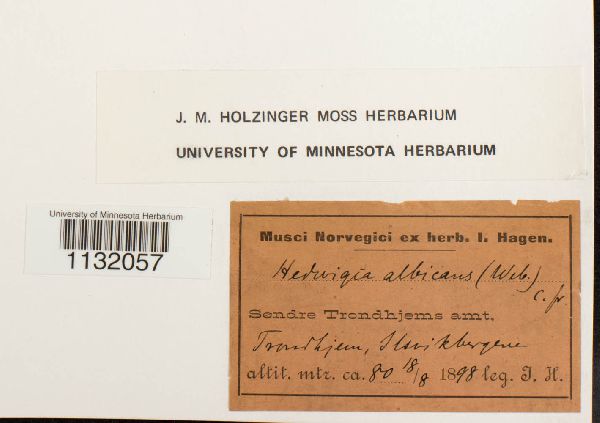 J. M. HOLZINGER MOSS HERBARIUM
UNIVERSITY OF MINNESOTA HERBARIUM
University of Minnesota Herbarium
1132057
Musci Norvegici ex herb. I. Hagen.
Hedwigia albicans (Web.)
c. fr.
Søndre Trondhjems amt,
Trondhjem, Ilsvikbergene
altit. mtr. ca. 80 18/8 1898 leg. I. H.